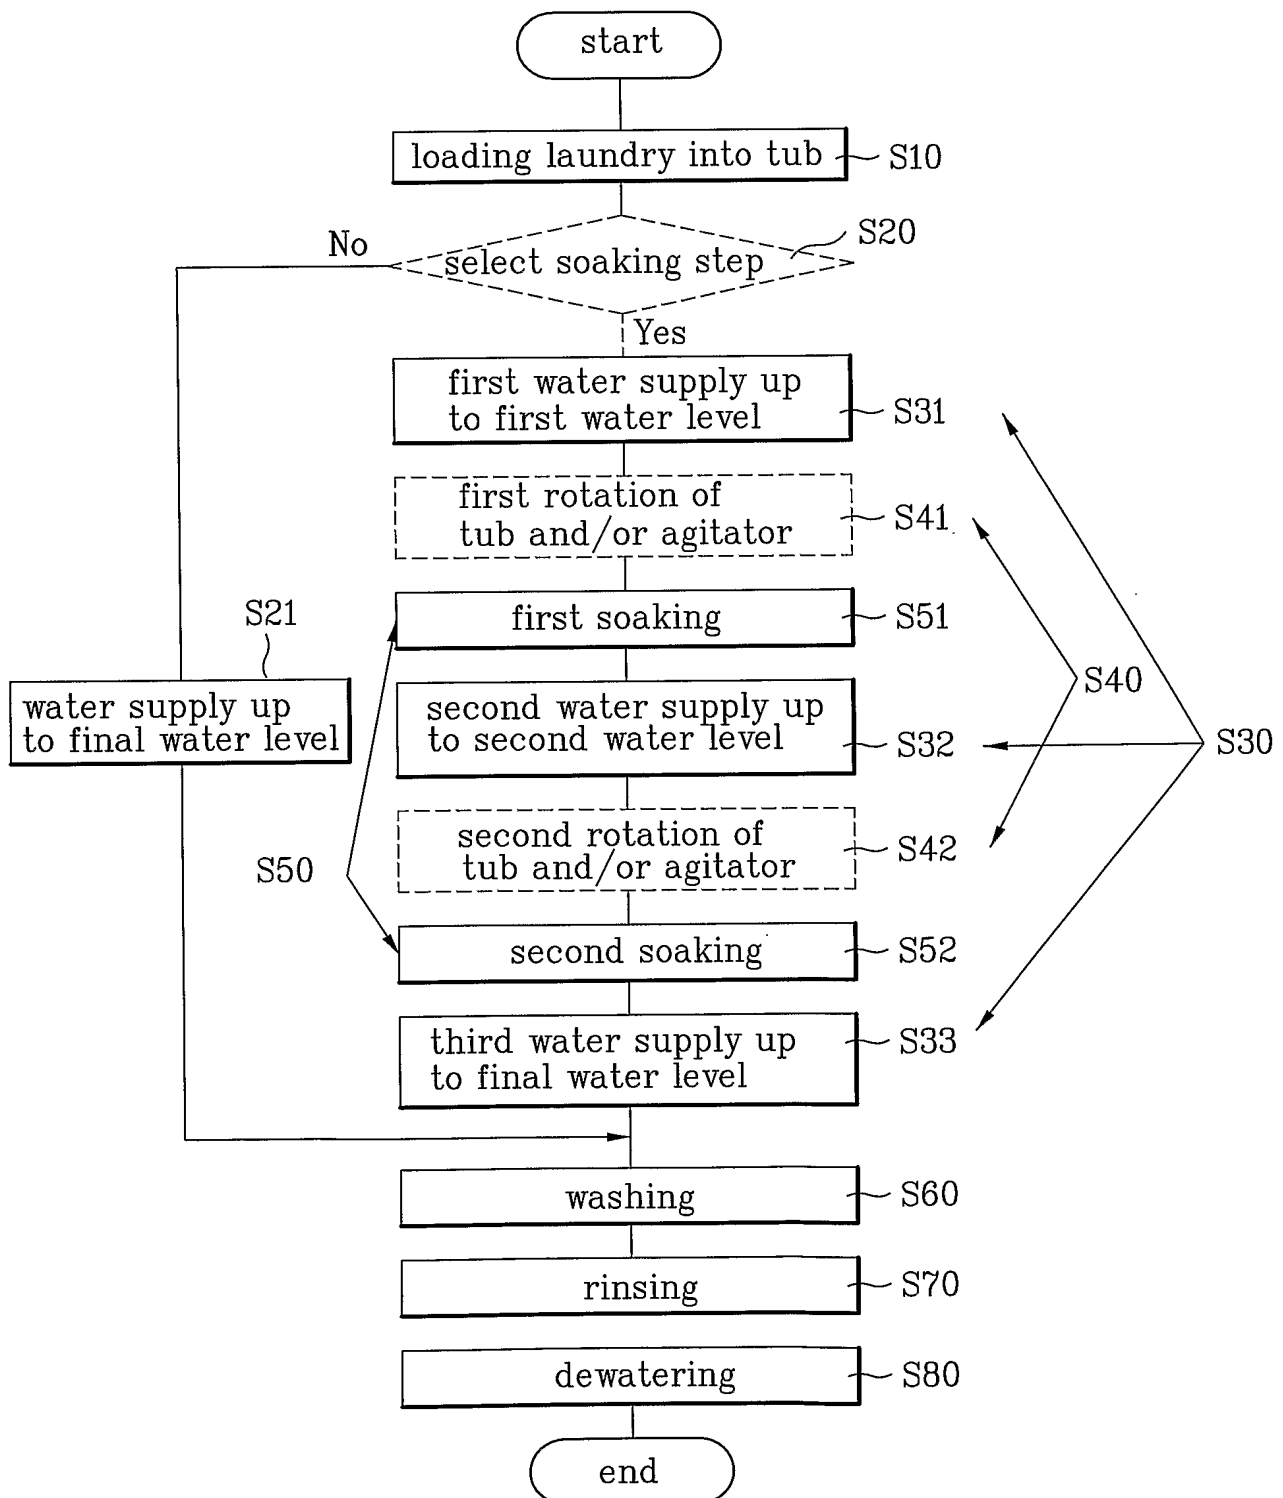 start
loading laundry into tub
S10
S20
No
select soaking step
Yes
first water supply up
to first water level
S31
first rotation of
tub and/or agitator
S41
first soaking
S51
S21
water supply up
to final water level
second water supply up
to second water level
S32
S40
S30
second rotation of
tub and/or agitator
S42
S50
second soaking
S52
third water supply up
to final water level
S33
washing
S60
rinsing
S70
dewatering
S80
end